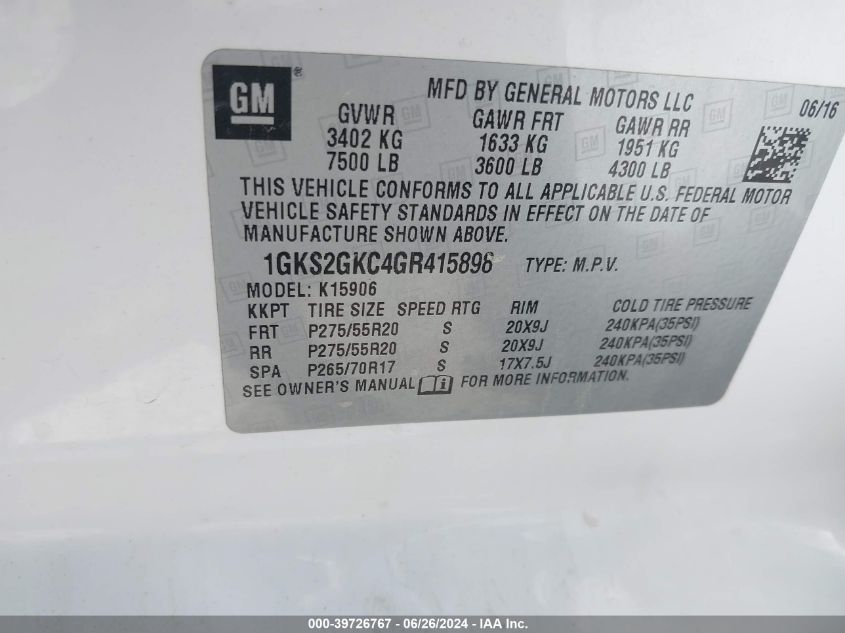 GM
®
MFD BY GENERAL MOTORS LLC
06/16
GVWR GAWR FRT GAWR RR
3402 KG 1633 KG 1951 KG
7500 LB 3600 LB 4300 LB
THIS VEHICLE CONFORMS TO ALL APPLICABLE U.S. FEDERAL MOTOR
VEHICLE SAFETY STANDARDS IN EFFECT ON THE DATE OF
MANUFACTURE SHOWN ABOVE.
1GKS2GKC4GR415898 TYPE: M.P.V.
MODEL: K15906
KKPT TIRE SIZE SPEED RTG RIM COLD TIRE PRESSURE
FRT P275/55R20 S 20X9J 240KPA(35PSI)
RR P275/55R20 S 20X9J 240KPA(35PSI)
SPA P265/70R17 S 17X7.5J 240KPA(35PSI)
SEE OWNER'S MANUAL FOR MORE INFORMATION.
000-39726767 - 06/26/2024 - IAA Inc.